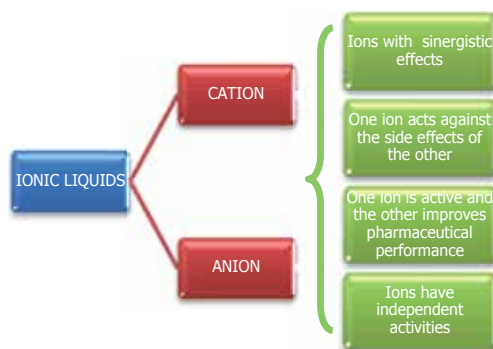 IONIC LIQUIDS
CATION
ANION
Ions with sinergistic
effects
One ion acts against
the side effects of
the other
One ion is active and
the other improves
pharmaceutical
performance
Ions have
independent
activities